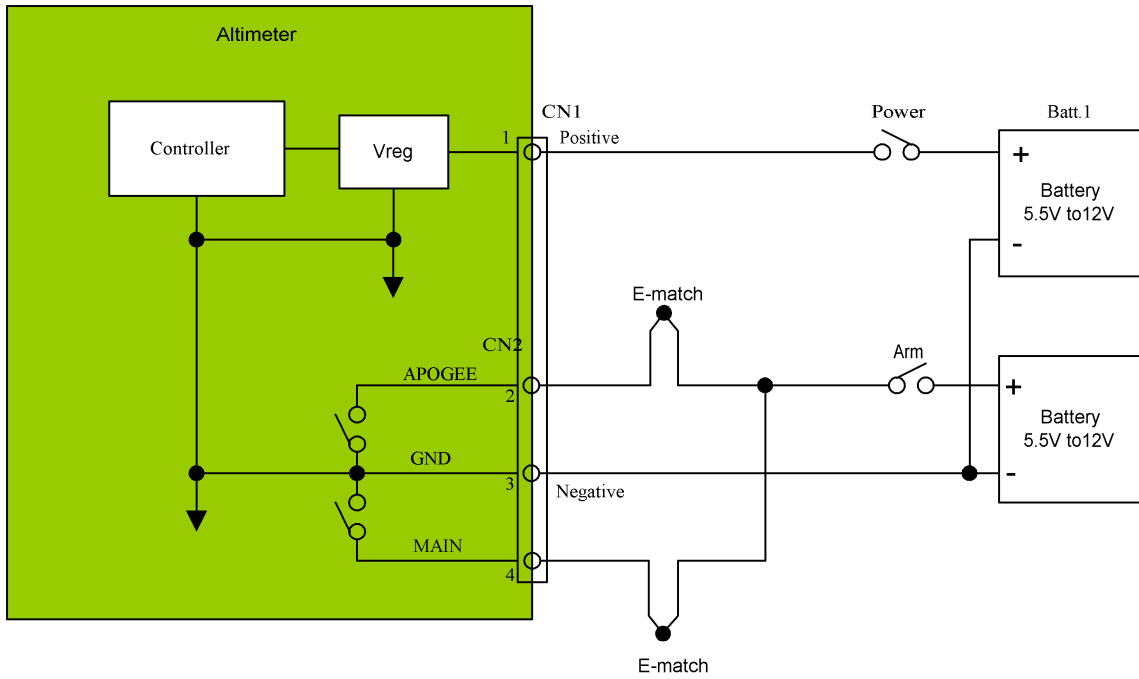 Altimeter
CN1
Power
Batt.1
1
Positive
Controller
Vreg
+
Battery
5.5V to12V
-
E-match
CN2
Arm
APOGEE
2
+
Battery
5.5V to12V
GND
-
3
Negative
MAIN
4
E-match